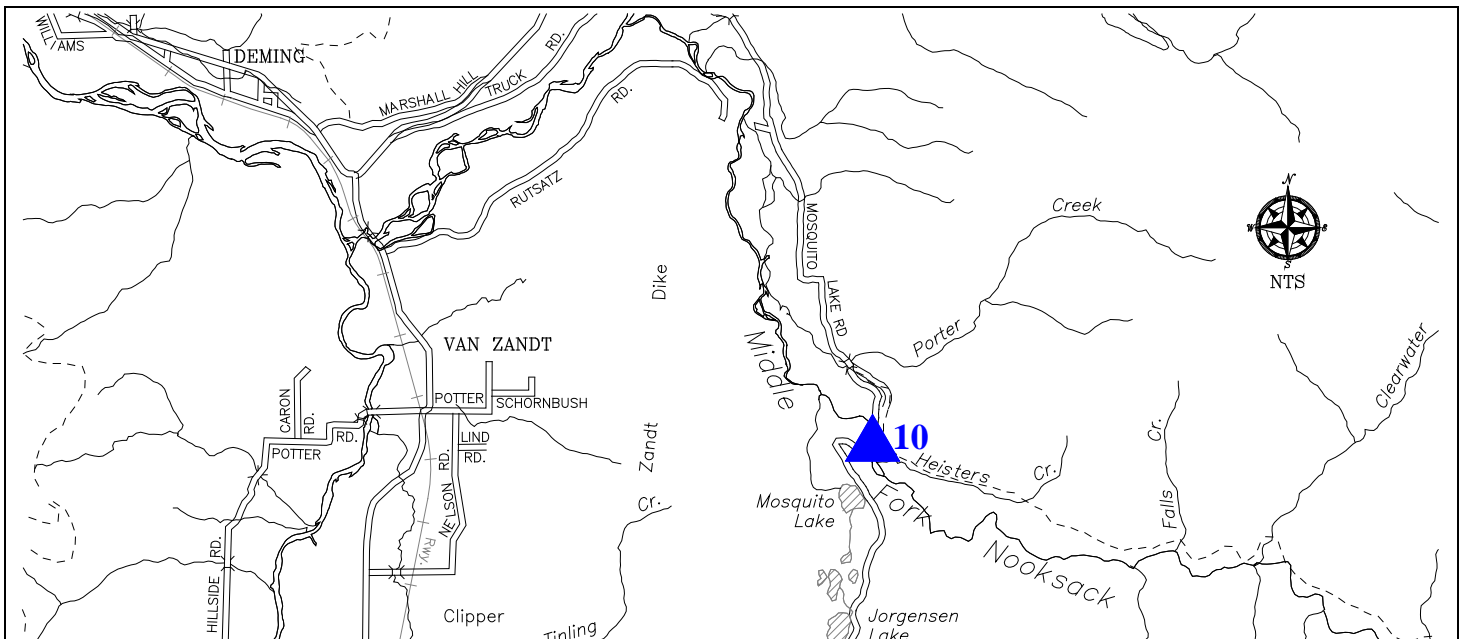 WILL
IAMS
DEMING
MARSHALL HILL
RD.
TRUCK
RD.
RUTSATZ
MOSQUITO
LAKE RD
Creek
Porter
N
W
E
S
NTS
Dike
Zandt
Middle
Fork
Nooksack
VAN ZANDT
POTTER
SCHORNBUSH
CARON
RD.
RD.
POTTER
LIND
RD.
NELSON RD.
Rwy.
HILLSIDE RD.
Clipper
Tinling
Cr.
10
Heisters
Cr.
Mosquito
Lake
Jorgensen
Lake
Falls
Cr.
Clearwater